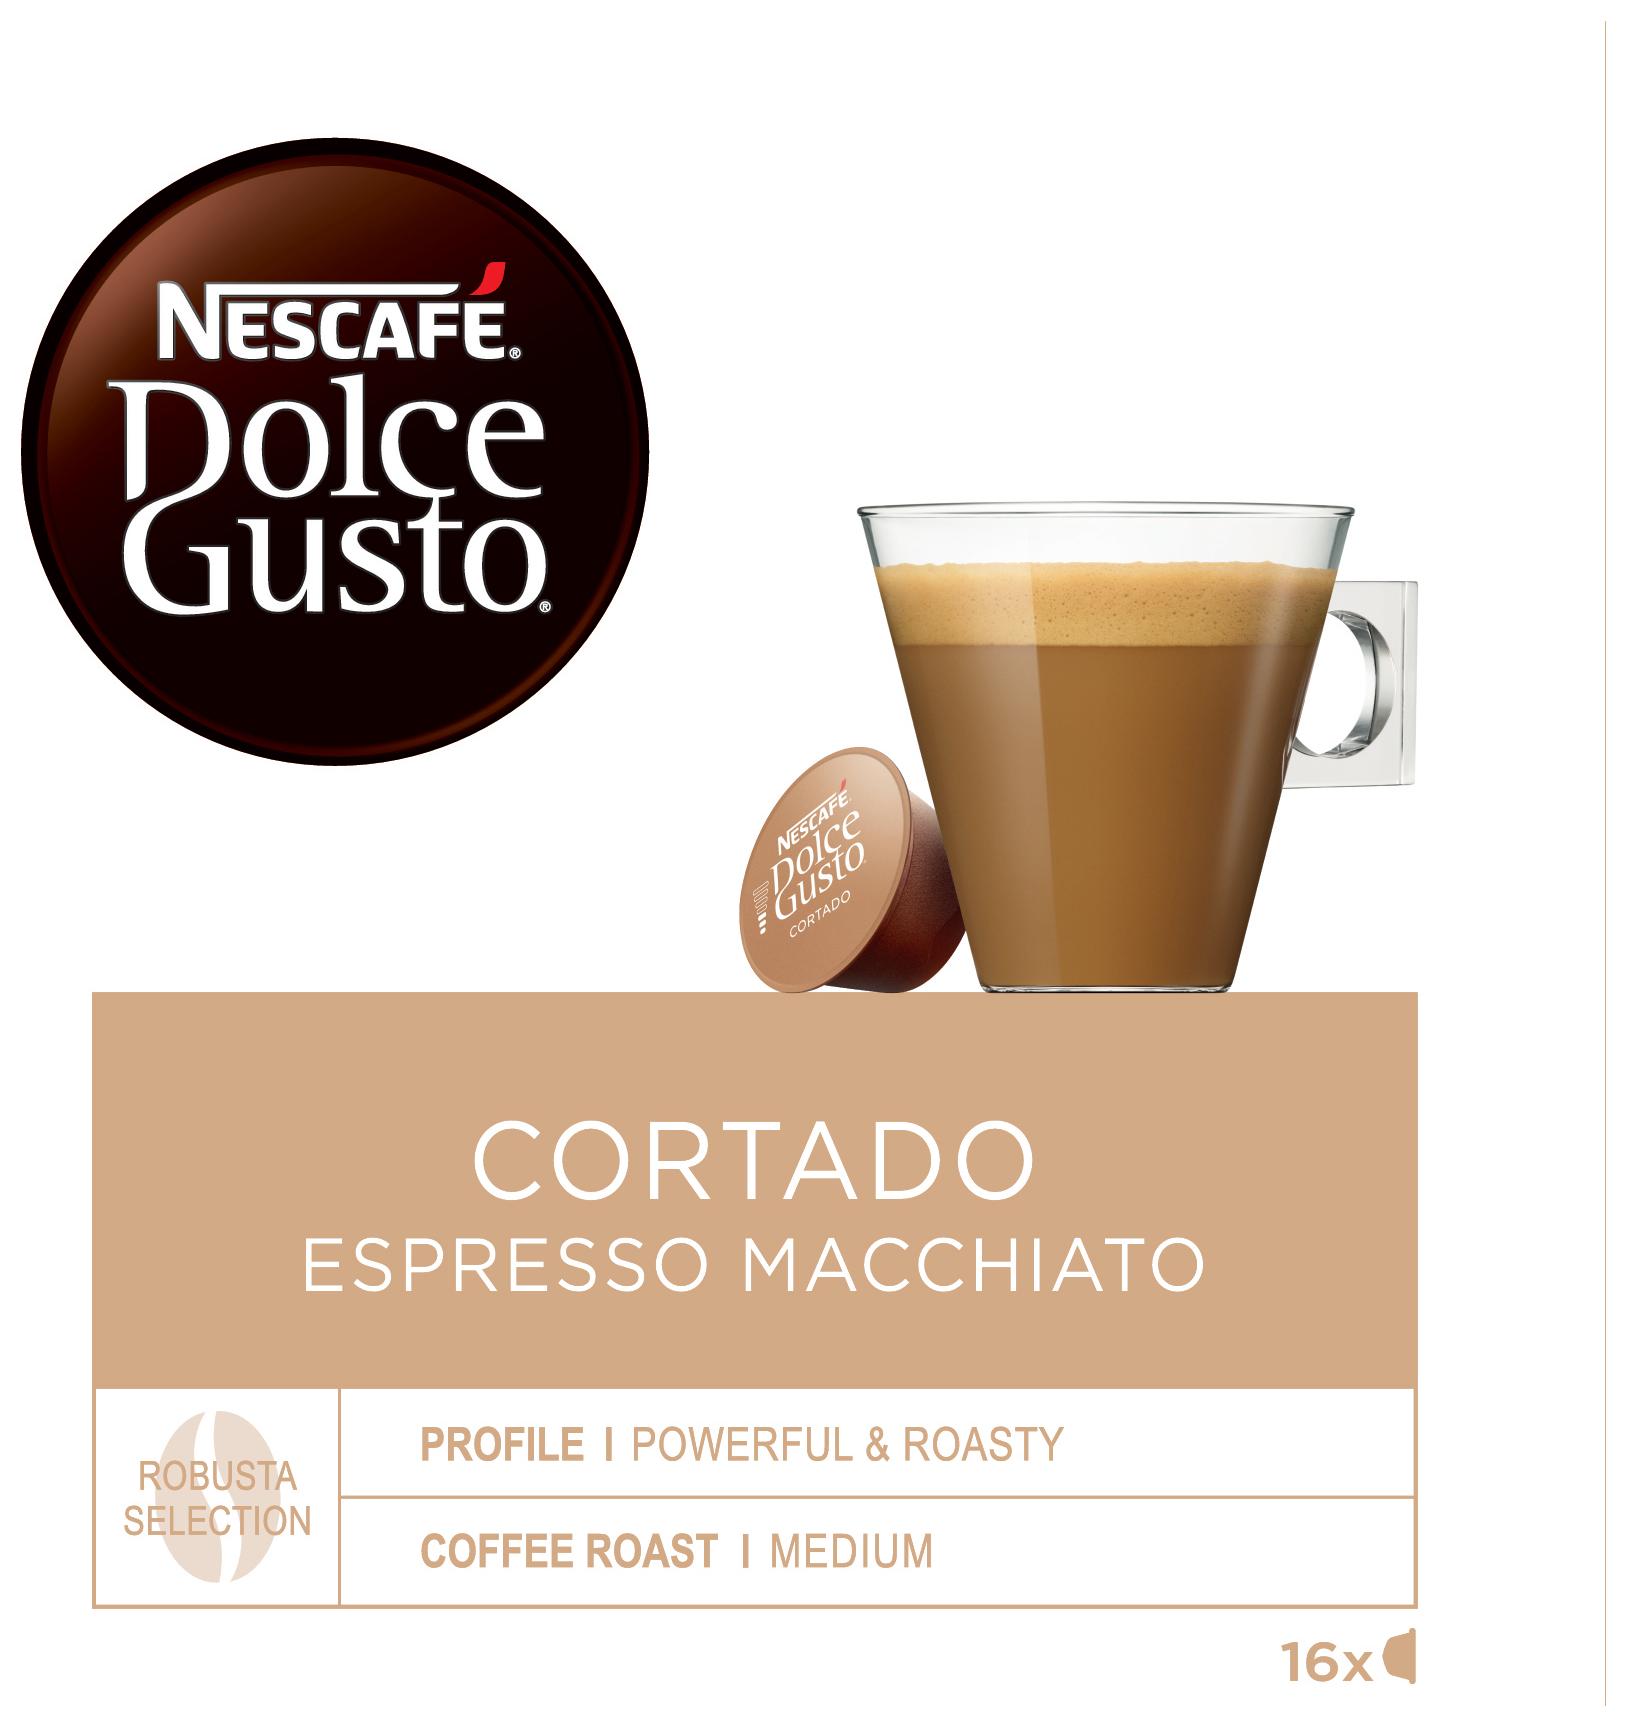 NESCAFÉ®
Dolce
Gusto®
NESCAFÉ
Dolce
Gusto
CORTADO
CORTADO
ESPRESSO MACCHIATO
ROBUSTA
SELECTION
PROFILE | POWERFUL & ROASTY
COFFEE ROAST | MEDIUM
16x